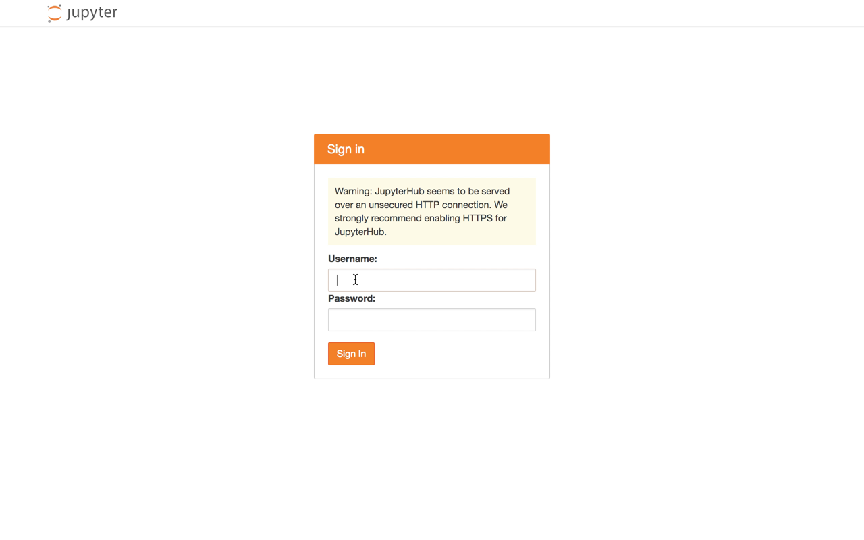 jupyter
Sign in
Warning: JupyterHub seems to be served
over an unsecured HTTP connection. We
strongly recommend enabling HTTPS for
JupyterHub.
Username:
Password:
Sign In